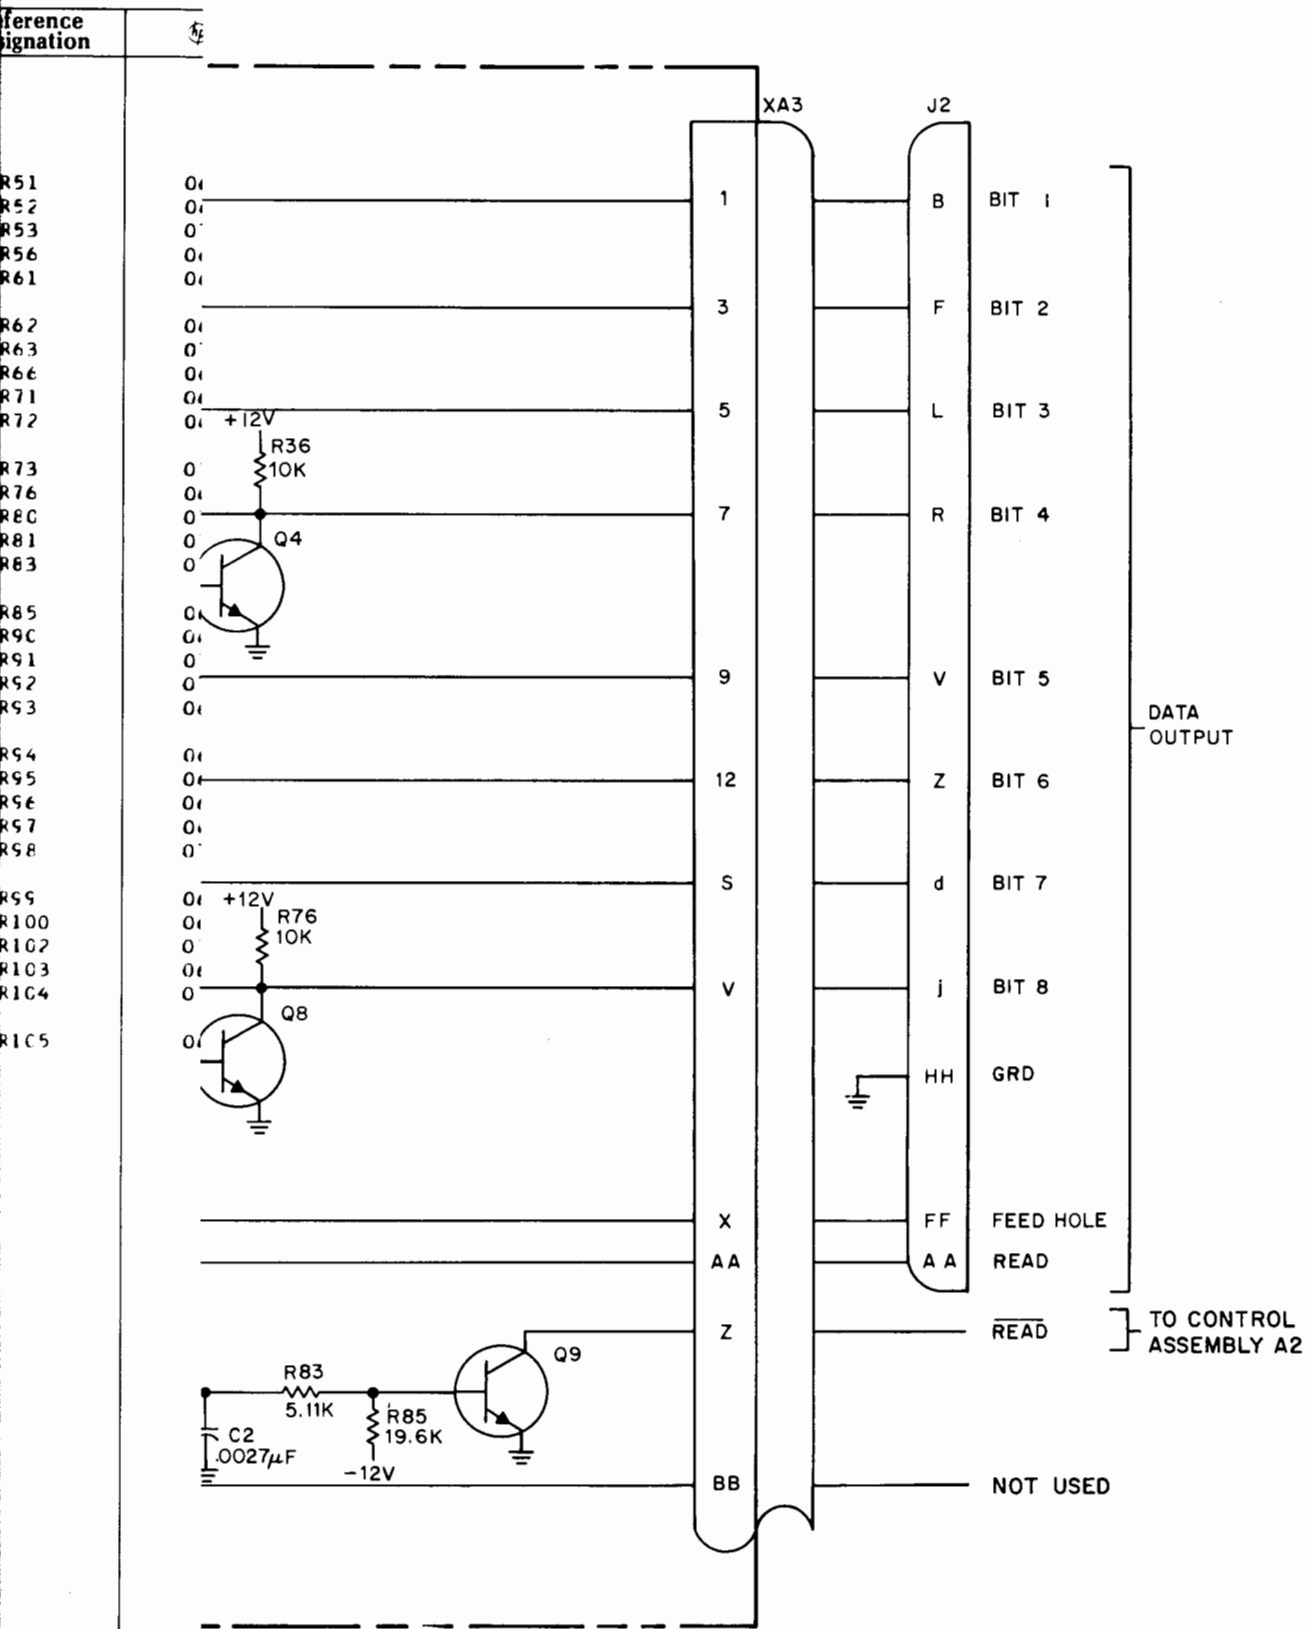 ference
signation
R51
R52
R53
R56
R61
R62
R63
R66
R71
R72
R73
R76
R80
R81
R83
R85
R90
R91
R92
R93
R94
R95
R96
R97
R98
R99
R100
R102
R103
R104
R105
XA3 J2
1 B BIT 1
3 F BIT 2
5 L BIT 3
+12V
R36
10K
7 R BIT 4
Q4
9 V BIT 5
DATA
OUTPUT
12 Z BIT 6
S d BIT 7
+12V
R76
10K
V j BIT 8
Q8
HH GRD
X FF FEED HOLE
AA AA READ
Z READ
TO CONTROL
ASSEMBLY A2
Q9
R83
5.11K
R85
19.6K
-12V
C2
.0027µF
BB NOT USED